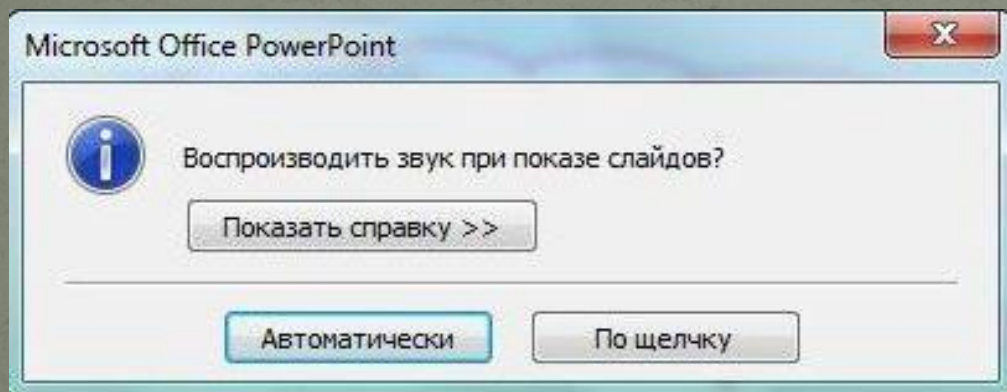 Microsoft Office PowerPoint
Воспроизводить звук при показе слайдов?
Показать справку >>
Автоматически
По щелчку